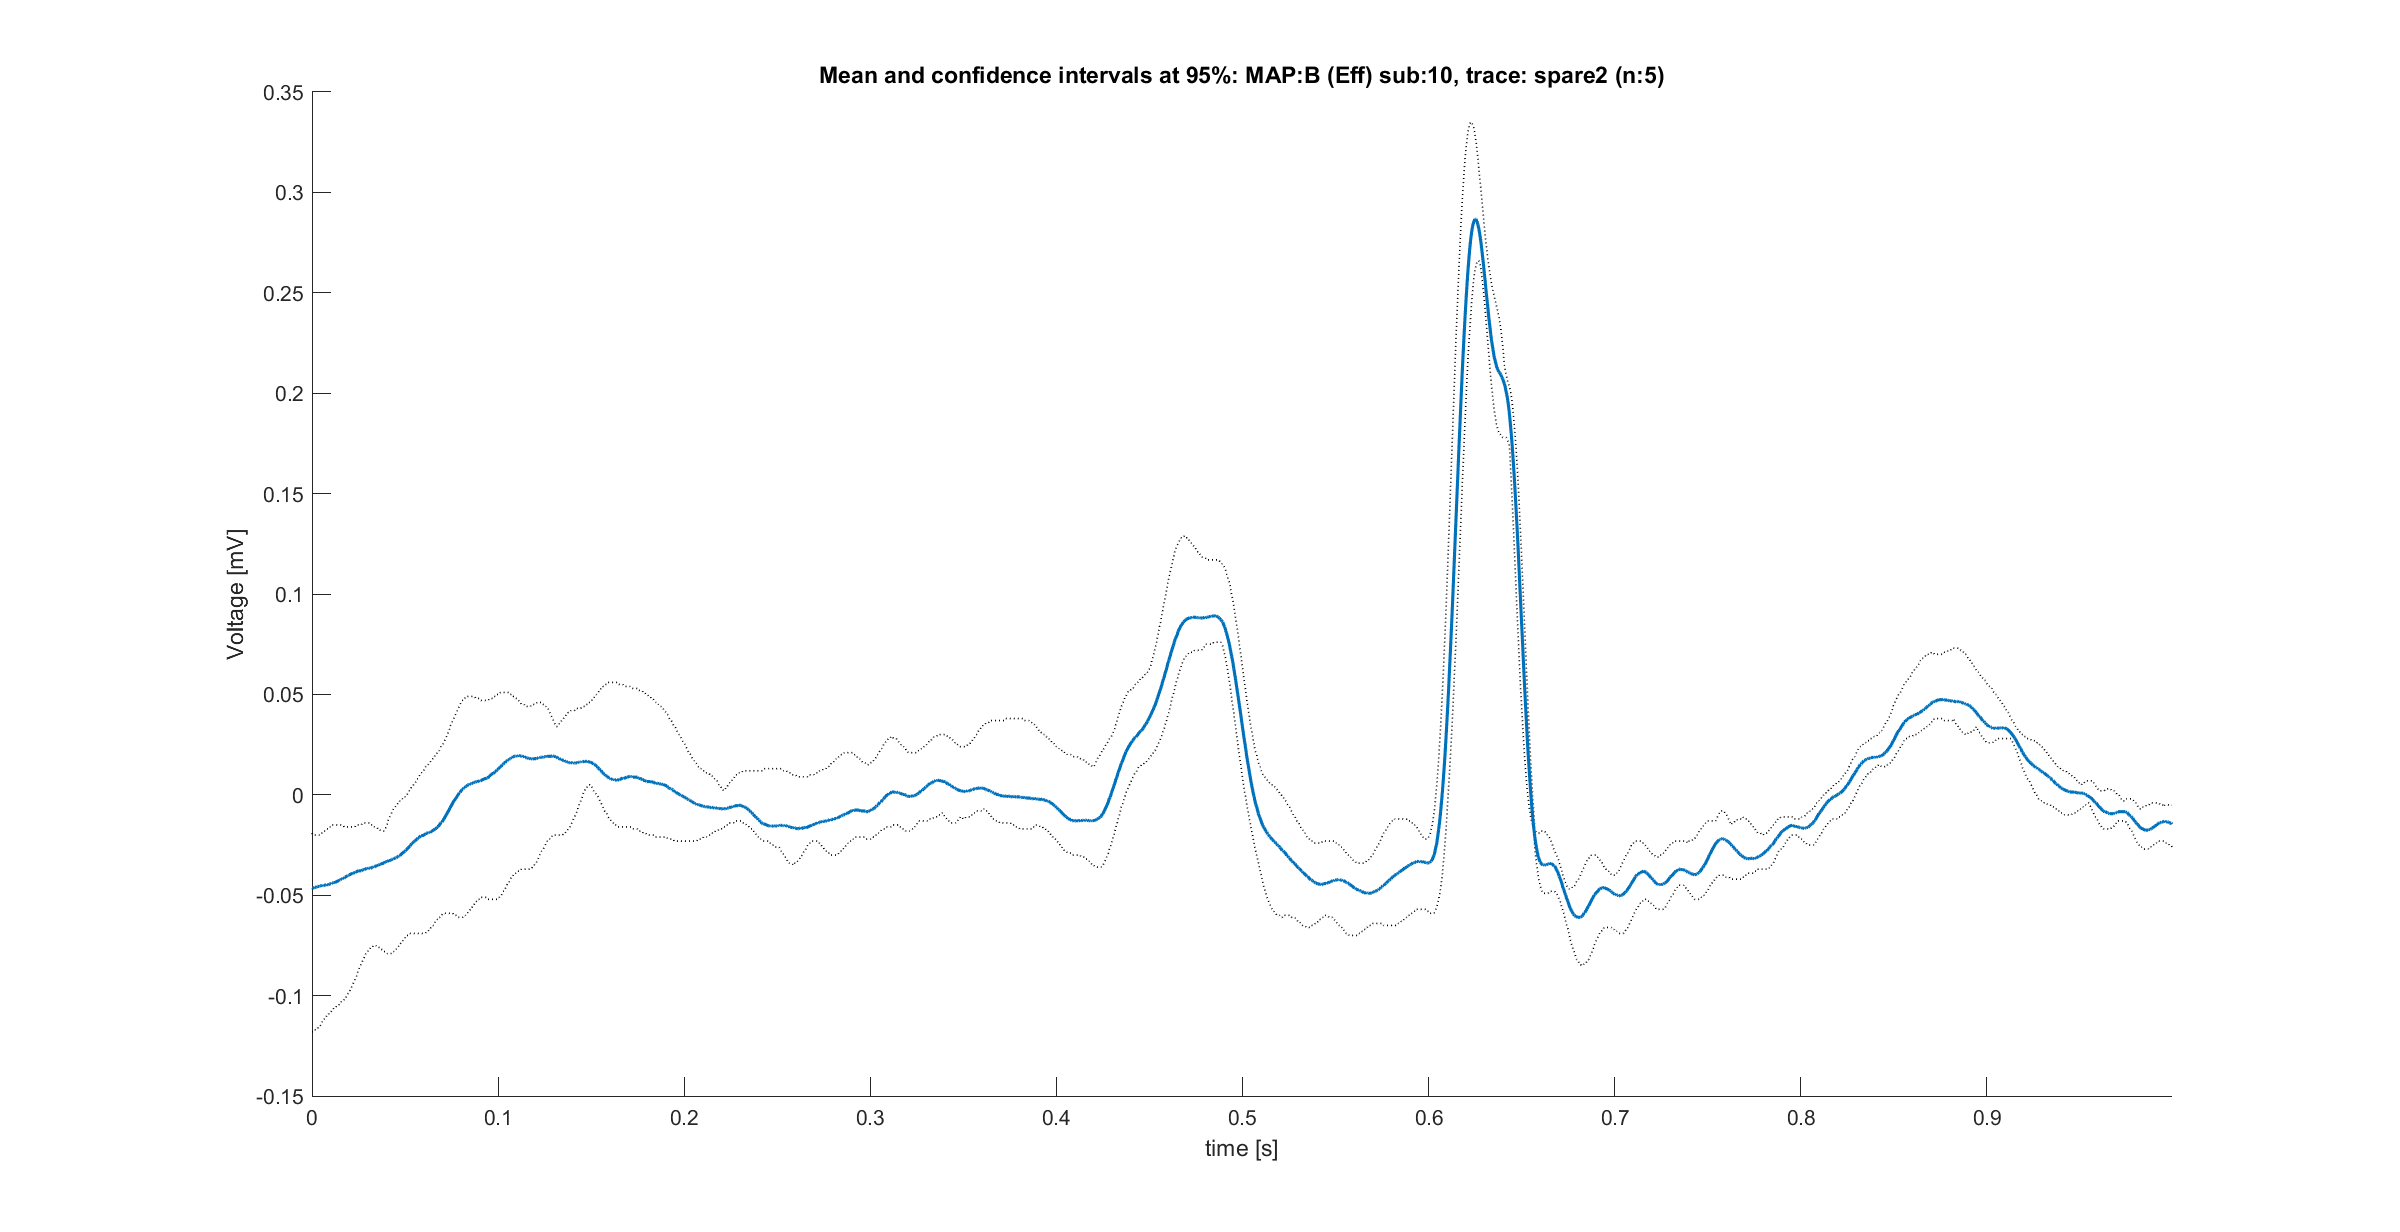 Mean and confidence intervals at 95%: MAP:B (Eff) sub:10, trace: spare2 (n:5)
0.35
0.3
0.25
0.2
0.15
0.1
0.05
0
-0.05
-0.1
-0.15
Voltage [mV]
0 0.1 0.2 0.3 0.4 0.5 0.6 0.7 0.8 0.9
time [s]